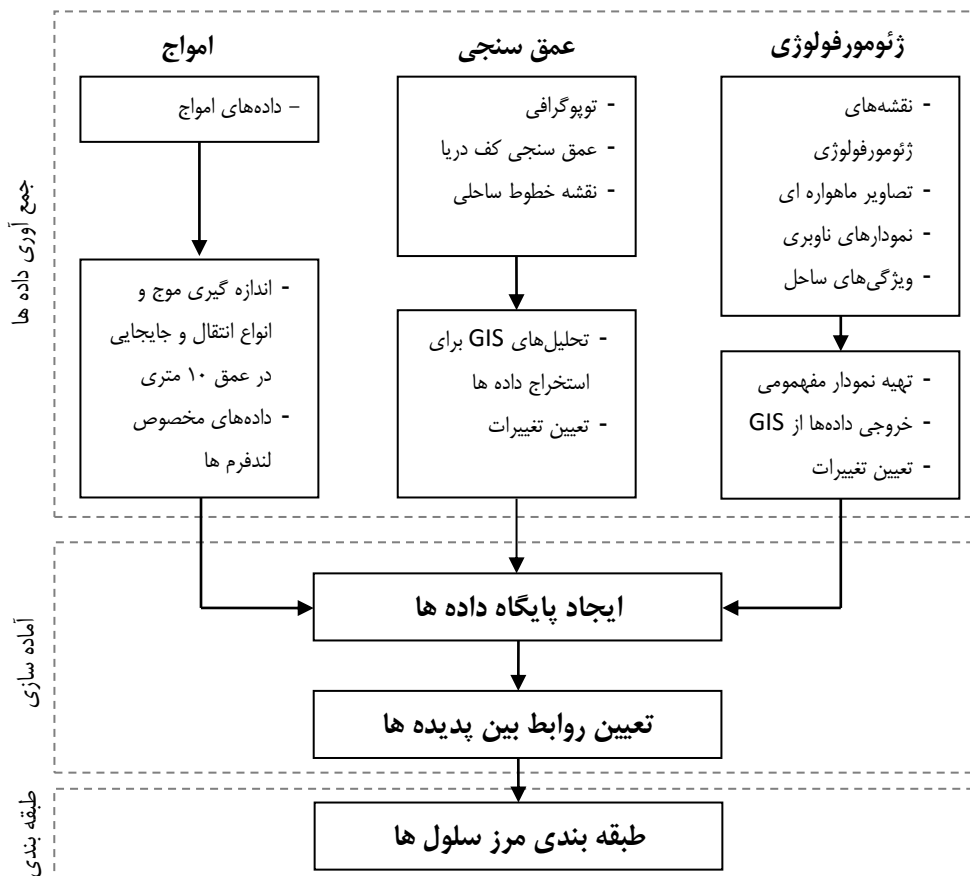 ژئومورفولوژی
- نقشه‌های
ژئومورفولوژی
- تصاویر ماهواره ای
- نمودارهای ناوبری
- ویژگی‌های ساحل
- تهیه نمودار مفهمومی
- خروجی داده‌ها از GIS
- تعیین تغییرات
عمق سنجی
- توپوگرافی
- عمق سنجی کف دریا
- نقشه خطوط ساحلی
- تحلیل‌های GIS برای
استخراج داده ها
- تعیین تغییرات
امواج
– داده‌های امواج
- اندازه گیری موج و
انواع انتقال و جابجایی
در عمق ۱۰ متری
- داده‌های مخصوص
لندفرم ها
جمع آوری داده ها
ایجاد پایگاه داده ها
تعیین روابط بین پدیده ها
آماده سازی
طبقه بندی مرز سلول ها
طبقه بندی